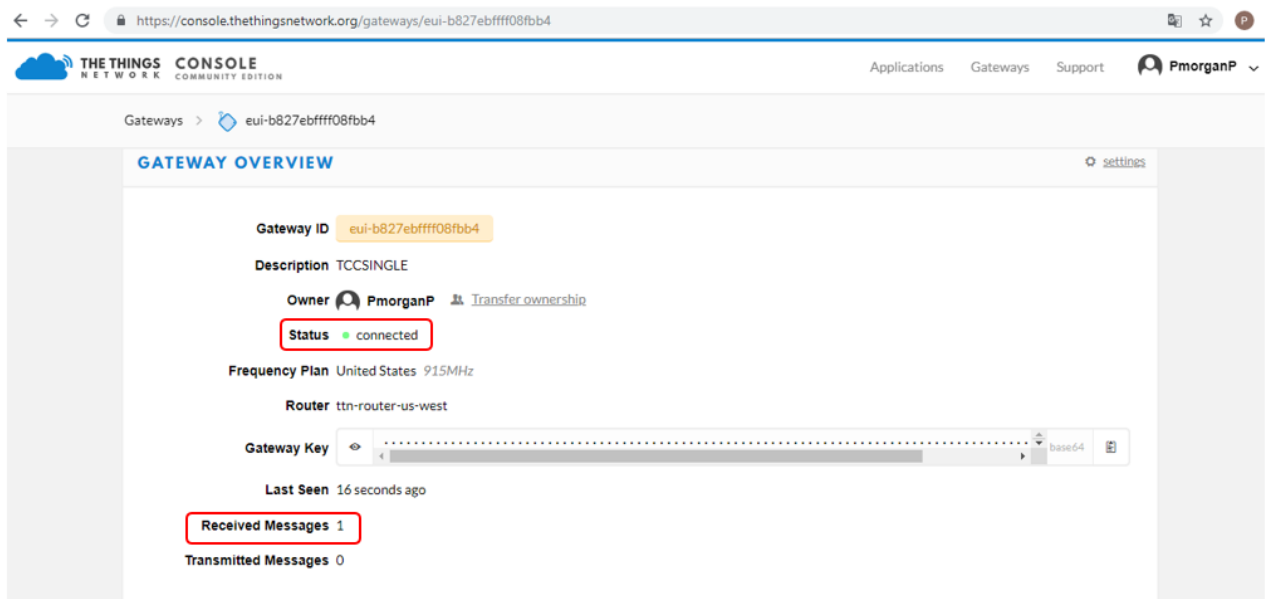 https://console.thethingsnetwork.org/gateways/eui-b827ebffff08fbb4
P
THE THINGS NETWORK CONSOLE COMMUNITY EDITION
Applications Gateways Support PmorganP
Gateways > eui-b827ebffff08fbb4
GATEWAY OVERVIEW settings
Gateway ID eui-b827ebffff08fbb4
Description TCCSINGLE
Owner PmorganP Transfer ownership
Status connected
Frequency Plan United States 915MHz
Router ttn-router-us-west
Gateway Key base64
Last Seen 16 seconds ago
Received Messages 1
Transmitted Messages 0